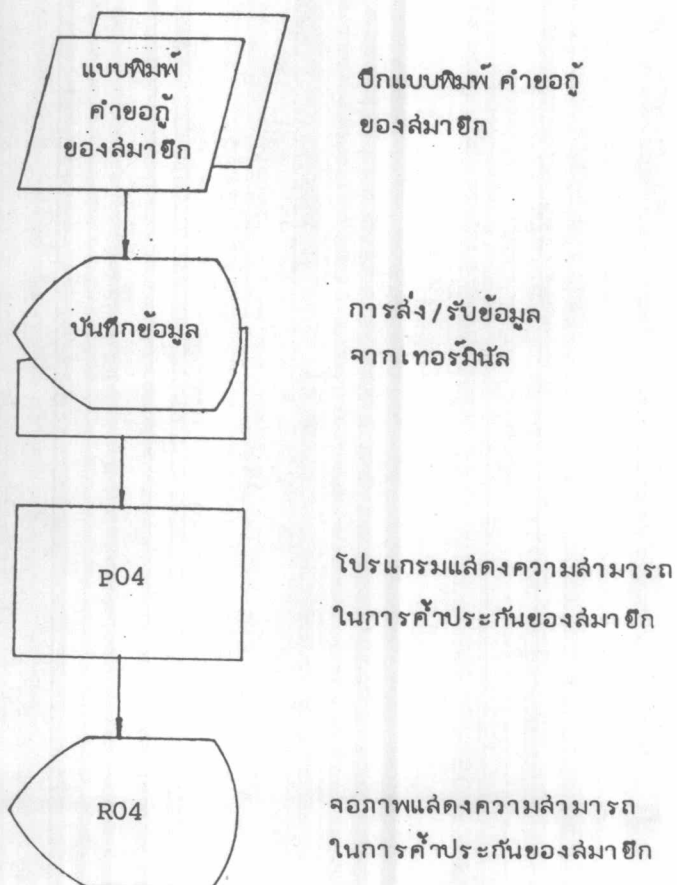 แบบพิมพ์
คำขอกู้
ของสมาชิก
ปึกแบบพิมพ์ คำขอกู้
ของสมาชิก
บันทึกข้อมูล
การส่ง/รับข้อมูล
จากเทอร์มินัล
P04
โปรแกรมแสดงความสามารถ
ในการค้ำประกันของสมาชิก
R04
จอภาพแสดงความสามารถ
ในการค้ำประกันของสมาชิก